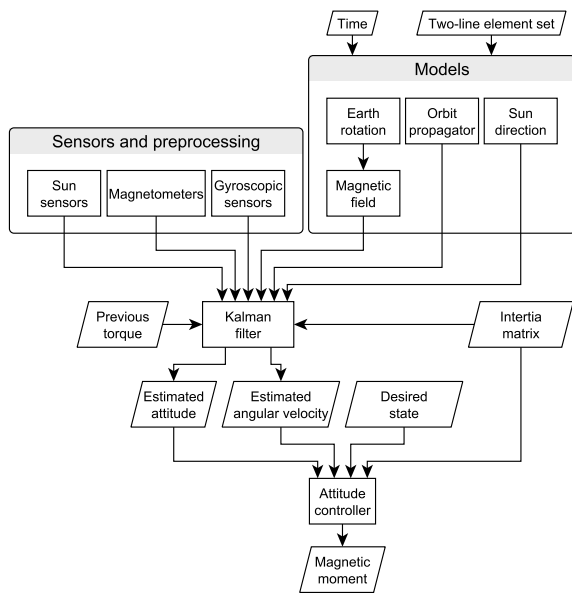 Time
Two-line element set
Models
Earth
rotation
Orbit
propagator
Sun
direction
Sensors and preprocessing
Sun
sensors
Magnetometers
Gyroscopic
sensors
Magnetic
field
Previous
torque
Kalman
filter
Intertia
matrix
Estimated
attitude
Estimated
angular velocity
Desired
state
Attitude
controller
Magnetic
moment